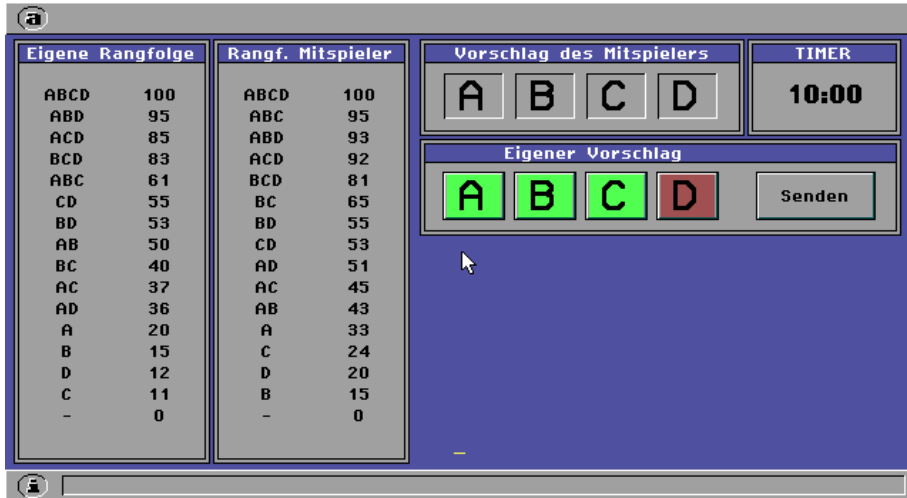 a
Eigene Rangfolge
ABCD 100
ABD 95
ACD 85
BCD 83
ABC 61
CD 55
BD 53
AB 50
BC 40
AC 37
AD 36
A 20
B 15
D 12
C 11
- 0
Rangf. Mitspieler
ABCD 100
ABC 95
ABD 93
ACD 92
BCD 81
BC 65
BD 55
CD 53
AD 51
AC 45
AB 43
A 33
C 24
D 20
B 15
- 0
Vorschlag des Mitspielers
A B C D
TIMER
10:00
Eigener Vorschlag
A B C D
Senden
i